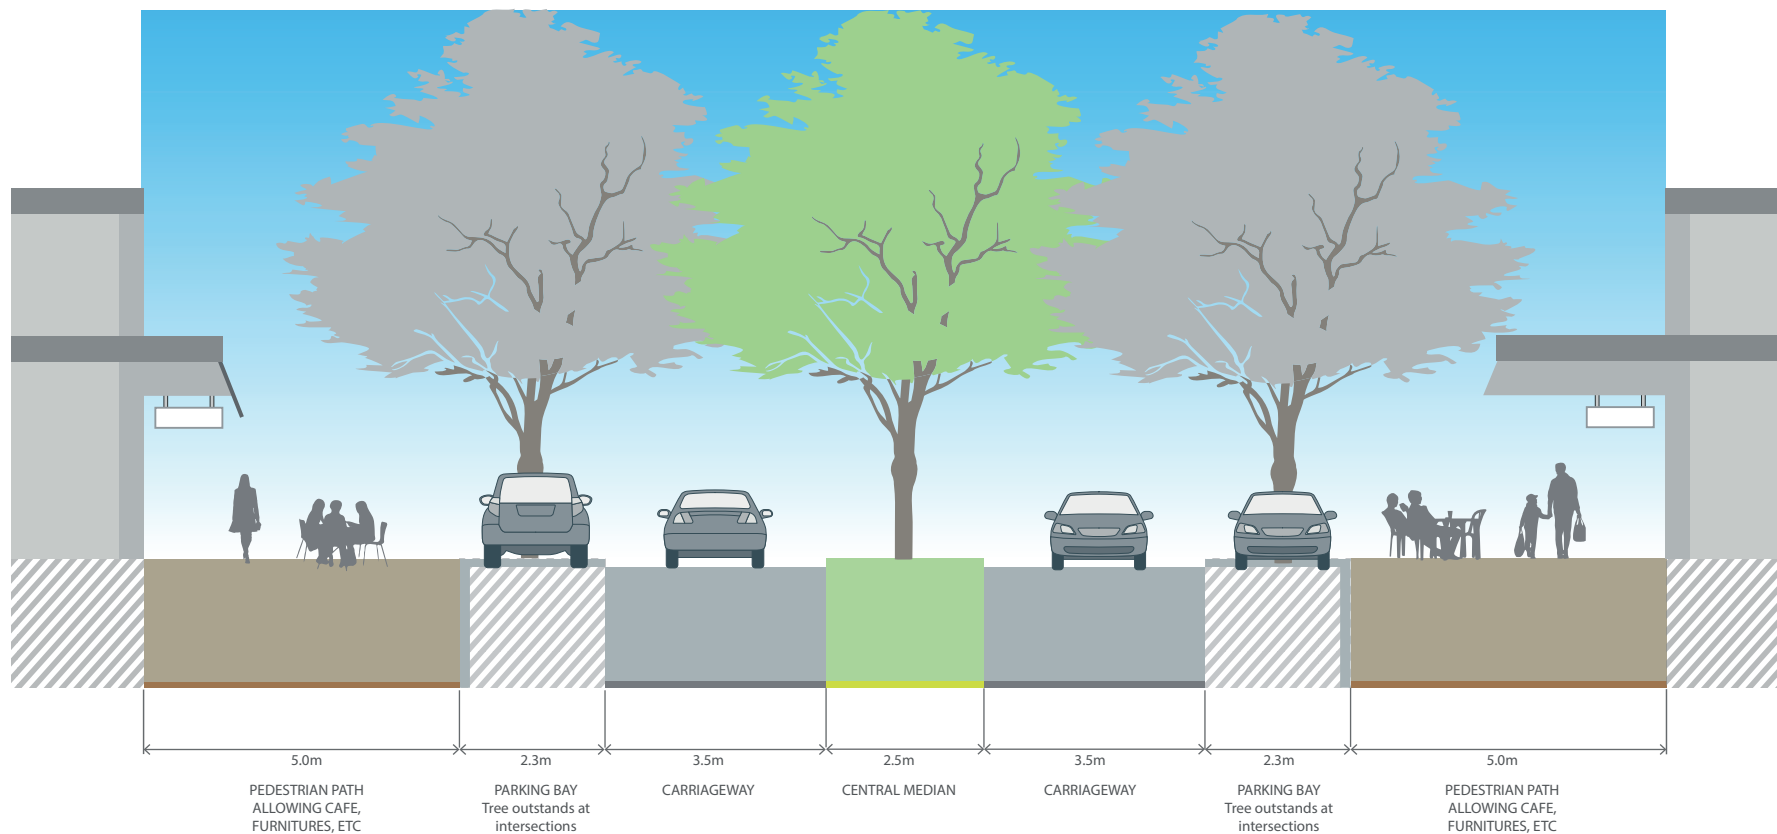 5.0m
2.3m
3.5m
2.5m
3.5m
2.3m
5.0m
PEDESTRIAN PATH
ALLOWING CAFE,
FURNITURES, ETC
PARKING BAY
Tree outstands at
intersections
CARRIAGEWAY
CENTRAL MEDIAN
CARRIAGEWAY
PARKING BAY
Tree outstands at
intersections
PEDESTRIAN PATH
ALLOWING CAFE,
FURNITURES, ETC